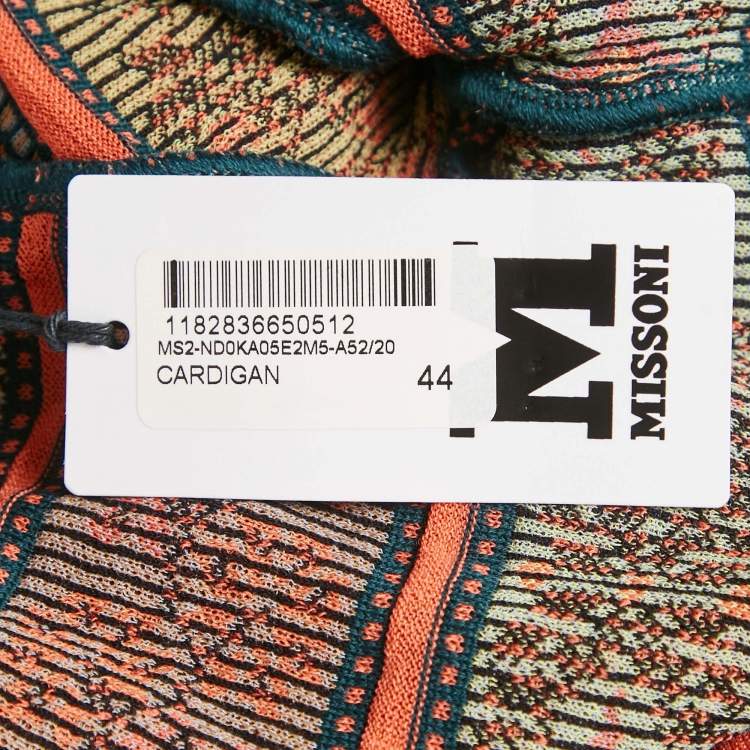 1182836650512
MS2-ND0KA05E2M5-A52/20
CARDIGAN 44
M MISSONI